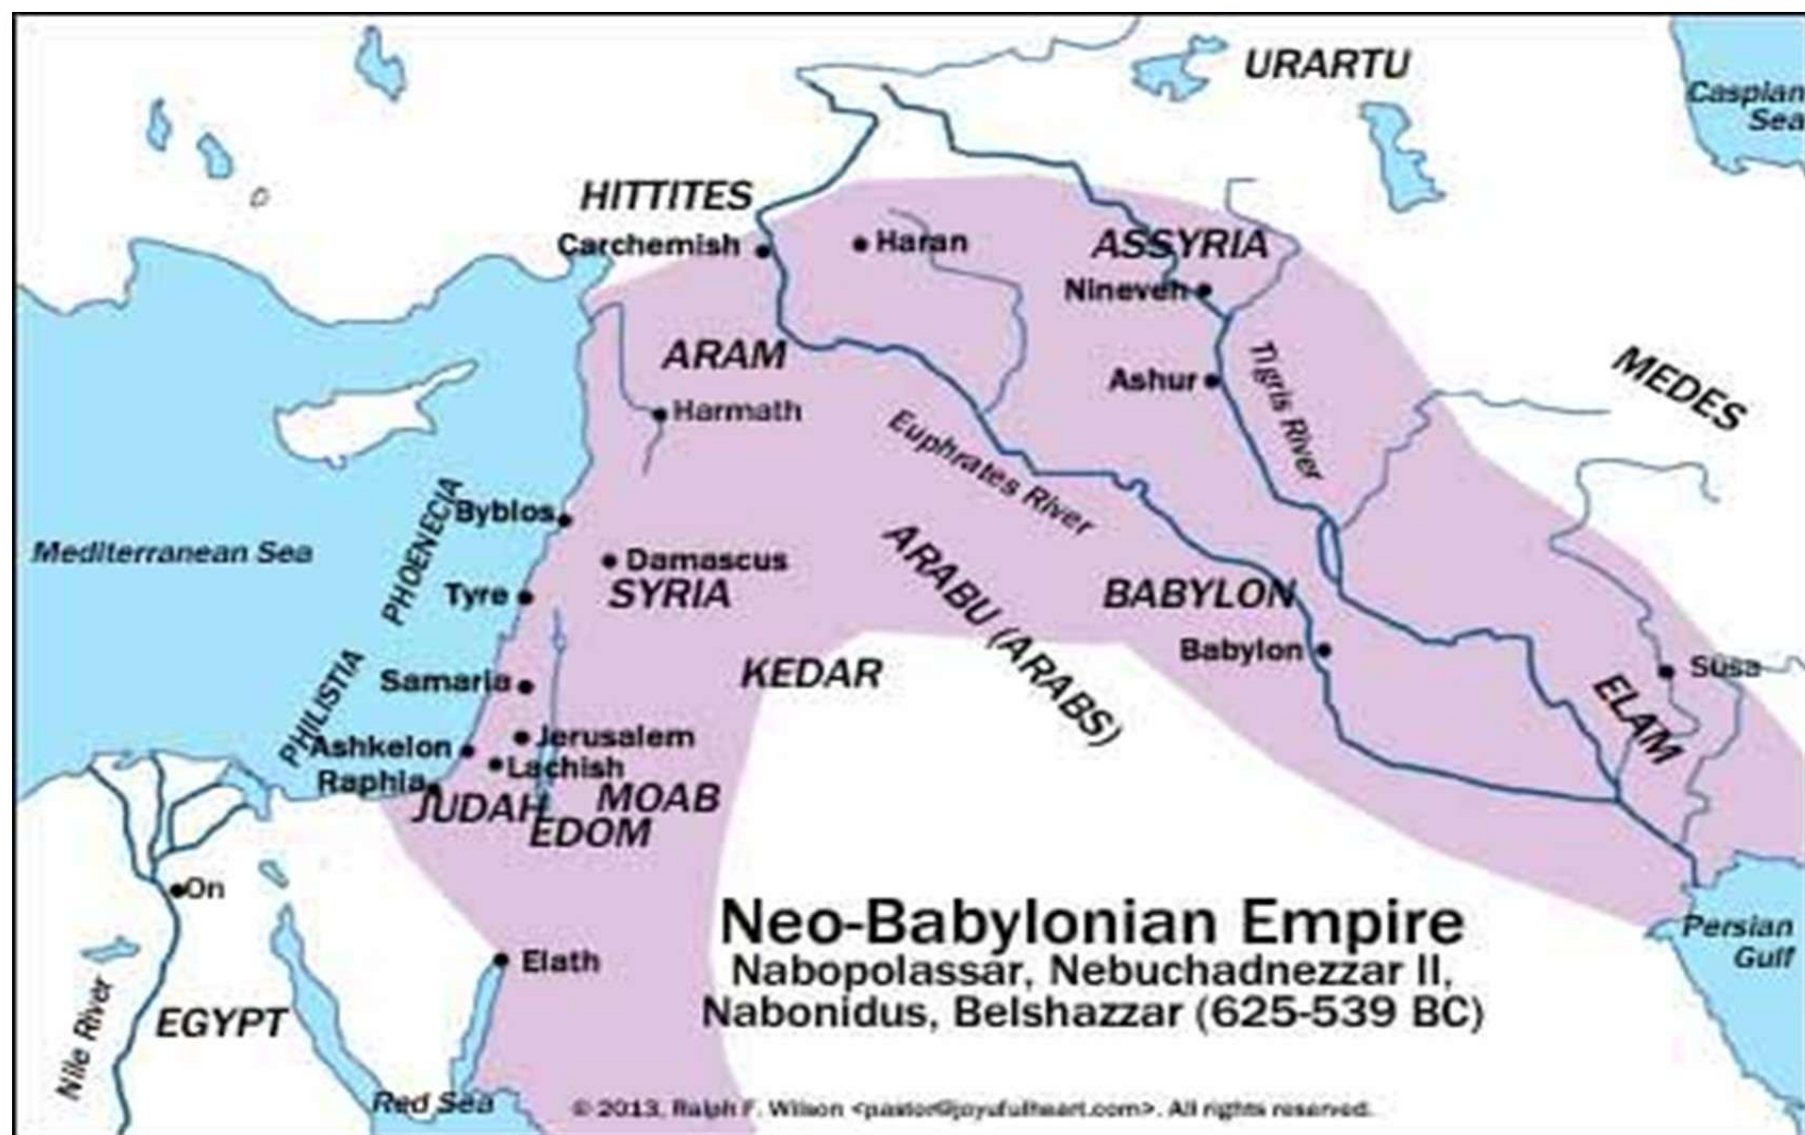 URARTU
Caspian
Sea
HITTITES
Carchemish
Haran
ASSYRIA
Nineveh
ARAM
Ashur
Tigris River
MEDES
Harmath
Euphrates River
PHOENECIA
Byblos
Mediterranean Sea
Damascus
SYRIA
Tyre
ARABU (ARABS)
BABYLON
Babylon
KEDAR
Samaria
Susa
ELAM
PHILISTIA
Jerusalem
Ashkelon
Lachish
Raphia
JUDAH
MOAB
EDOM
On
Neo-Babylonian Empire
Nabopolassar, Nebuchadnezzar II,
Nabonidus, Belshazzar (625-539 BC)
Persian
Gulf
Elath
EGYPT
Nile River
Red Sea
© 2013, Ralph F. Wilson <pastor@joyufulheart.com>. All rights reserved.